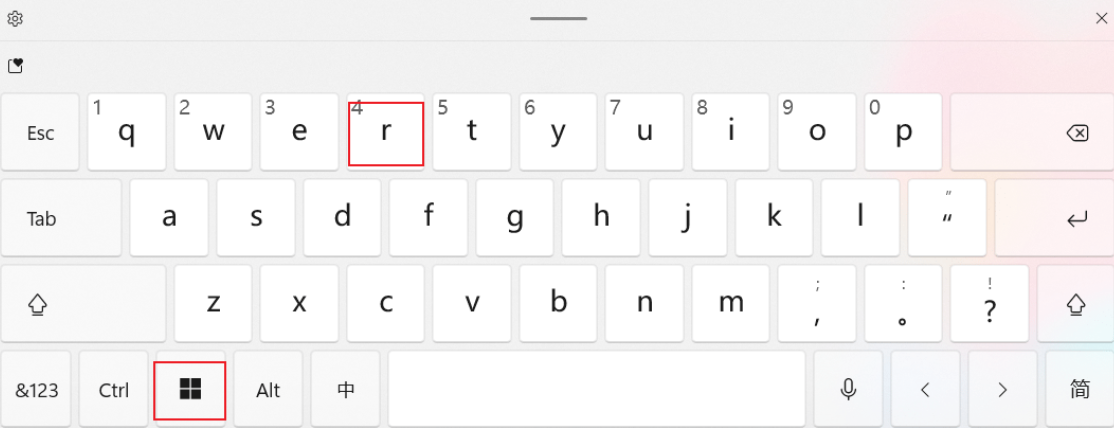 1 2 3 4 5 6 7 8 9 0
Esc q w e r t y u i o p
Tab a s d f g h j k l " “
z x c v b n m ; , : 。 ! ?
&123 Ctrl Alt 中 < > 简